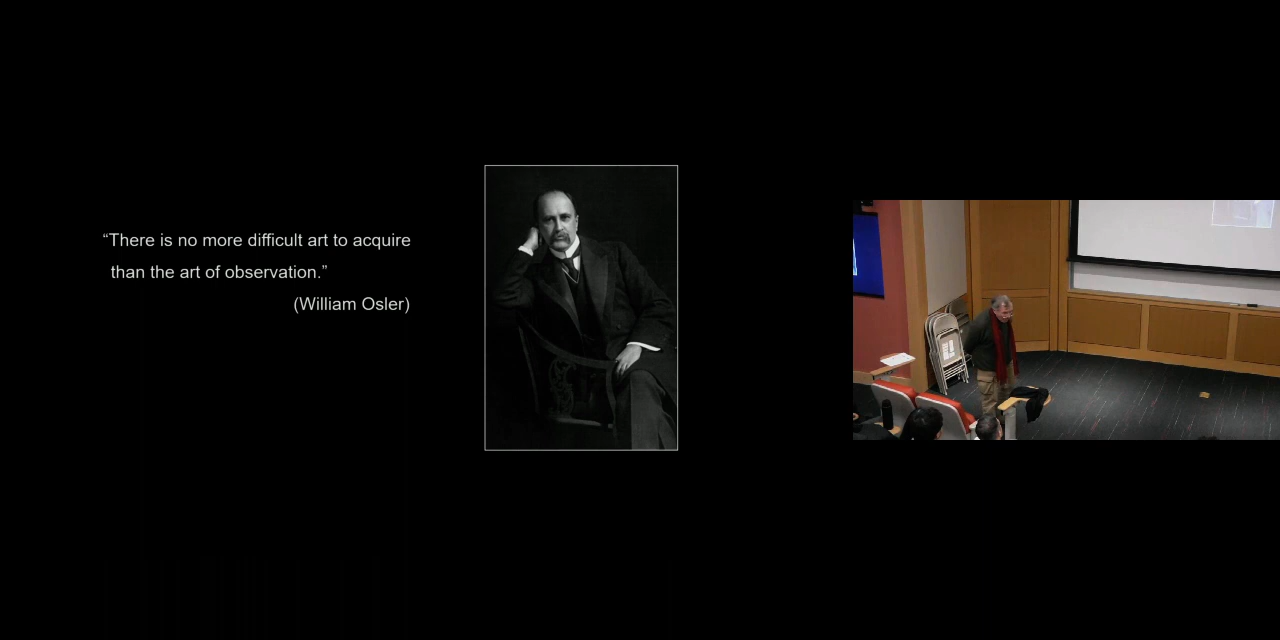 “There is no more difficult art to acquire
than the art of observation.”
(William Osler)